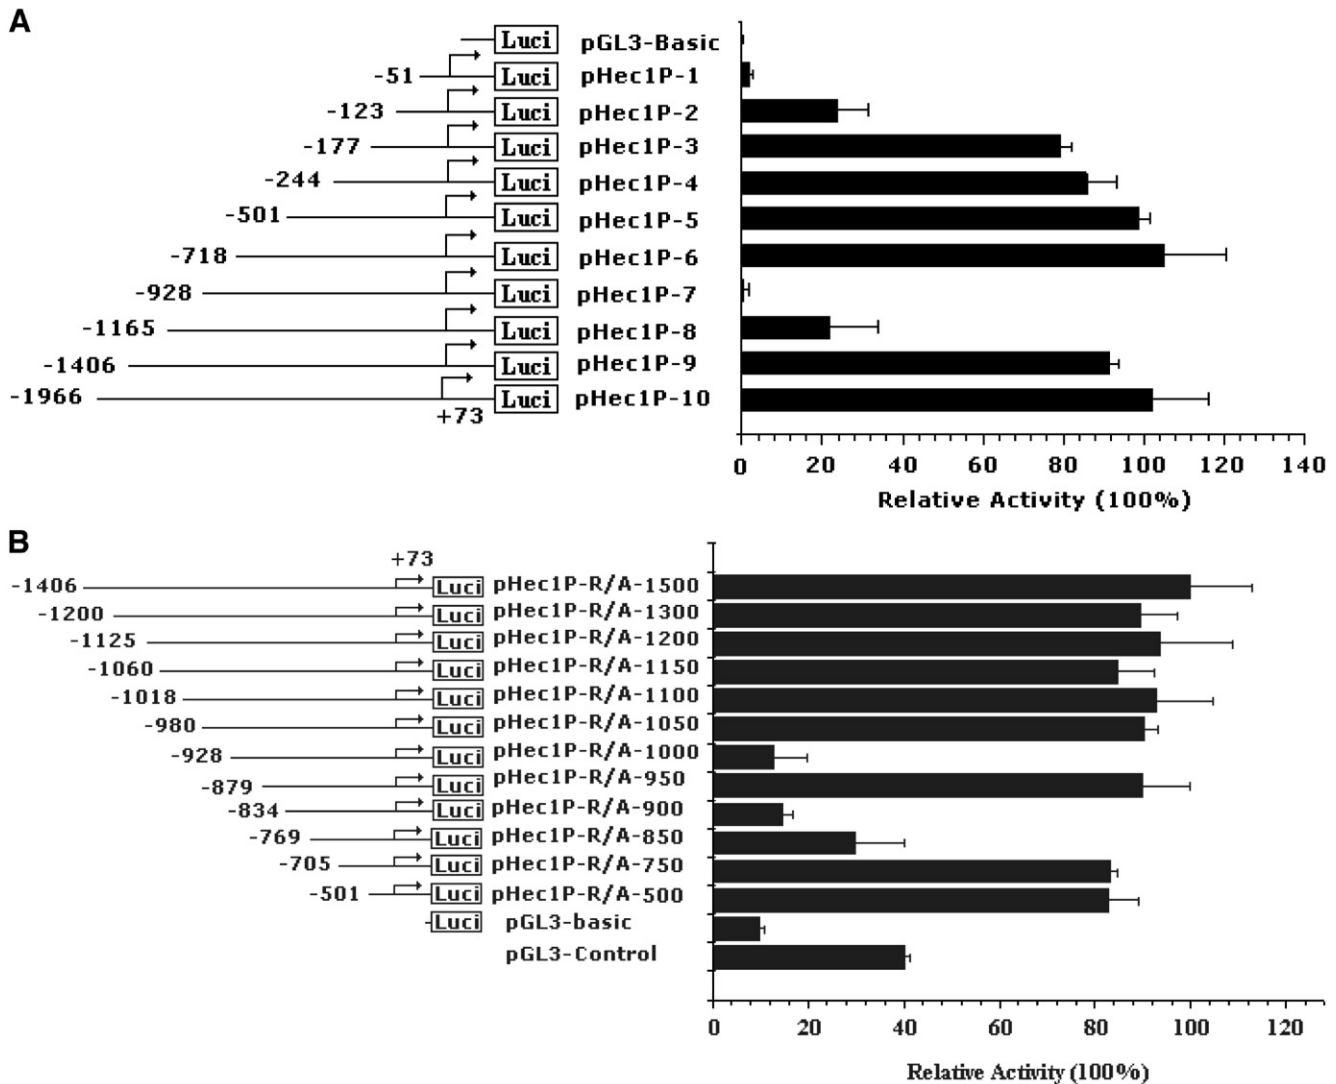 A
Luci pGL3-Basic
-51 Luci pHec1P-1
-123 Luci pHec1P-2
-177 Luci pHec1P-3
-244 Luci pHec1P-4
-501 Luci pHec1P-5
-718 Luci pHec1P-6
-928 Luci pHec1P-7
-1165 Luci pHec1P-8
-1406 Luci pHec1P-9
-1966 Luci pHec1P-10
+73
0 20 40 60 80 100 120 140
Relative Activity (100%)
B
+73
-1406 Luci pHec1P-R/A-1500
-1200 Luci pHec1P-R/A-1300
-1125 Luci pHec1P-R/A-1200
-1060 Luci pHec1P-R/A-1150
-1018 Luci pHec1P-R/A-1100
-980 Luci pHec1P-R/A-1050
-928 Luci pHec1P-R/A-1000
-879 Luci pHec1P-R/A-950
-834 Luci pHec1P-R/A-900
-769 Luci pHec1P-R/A-850
-705 Luci pHec1P-R/A-750
-501 Luci pHec1P-R/A-500
Luci pGL3-basic
pGL3-Control
0 20 40 60 80 100 120
Relative Activity (100%)